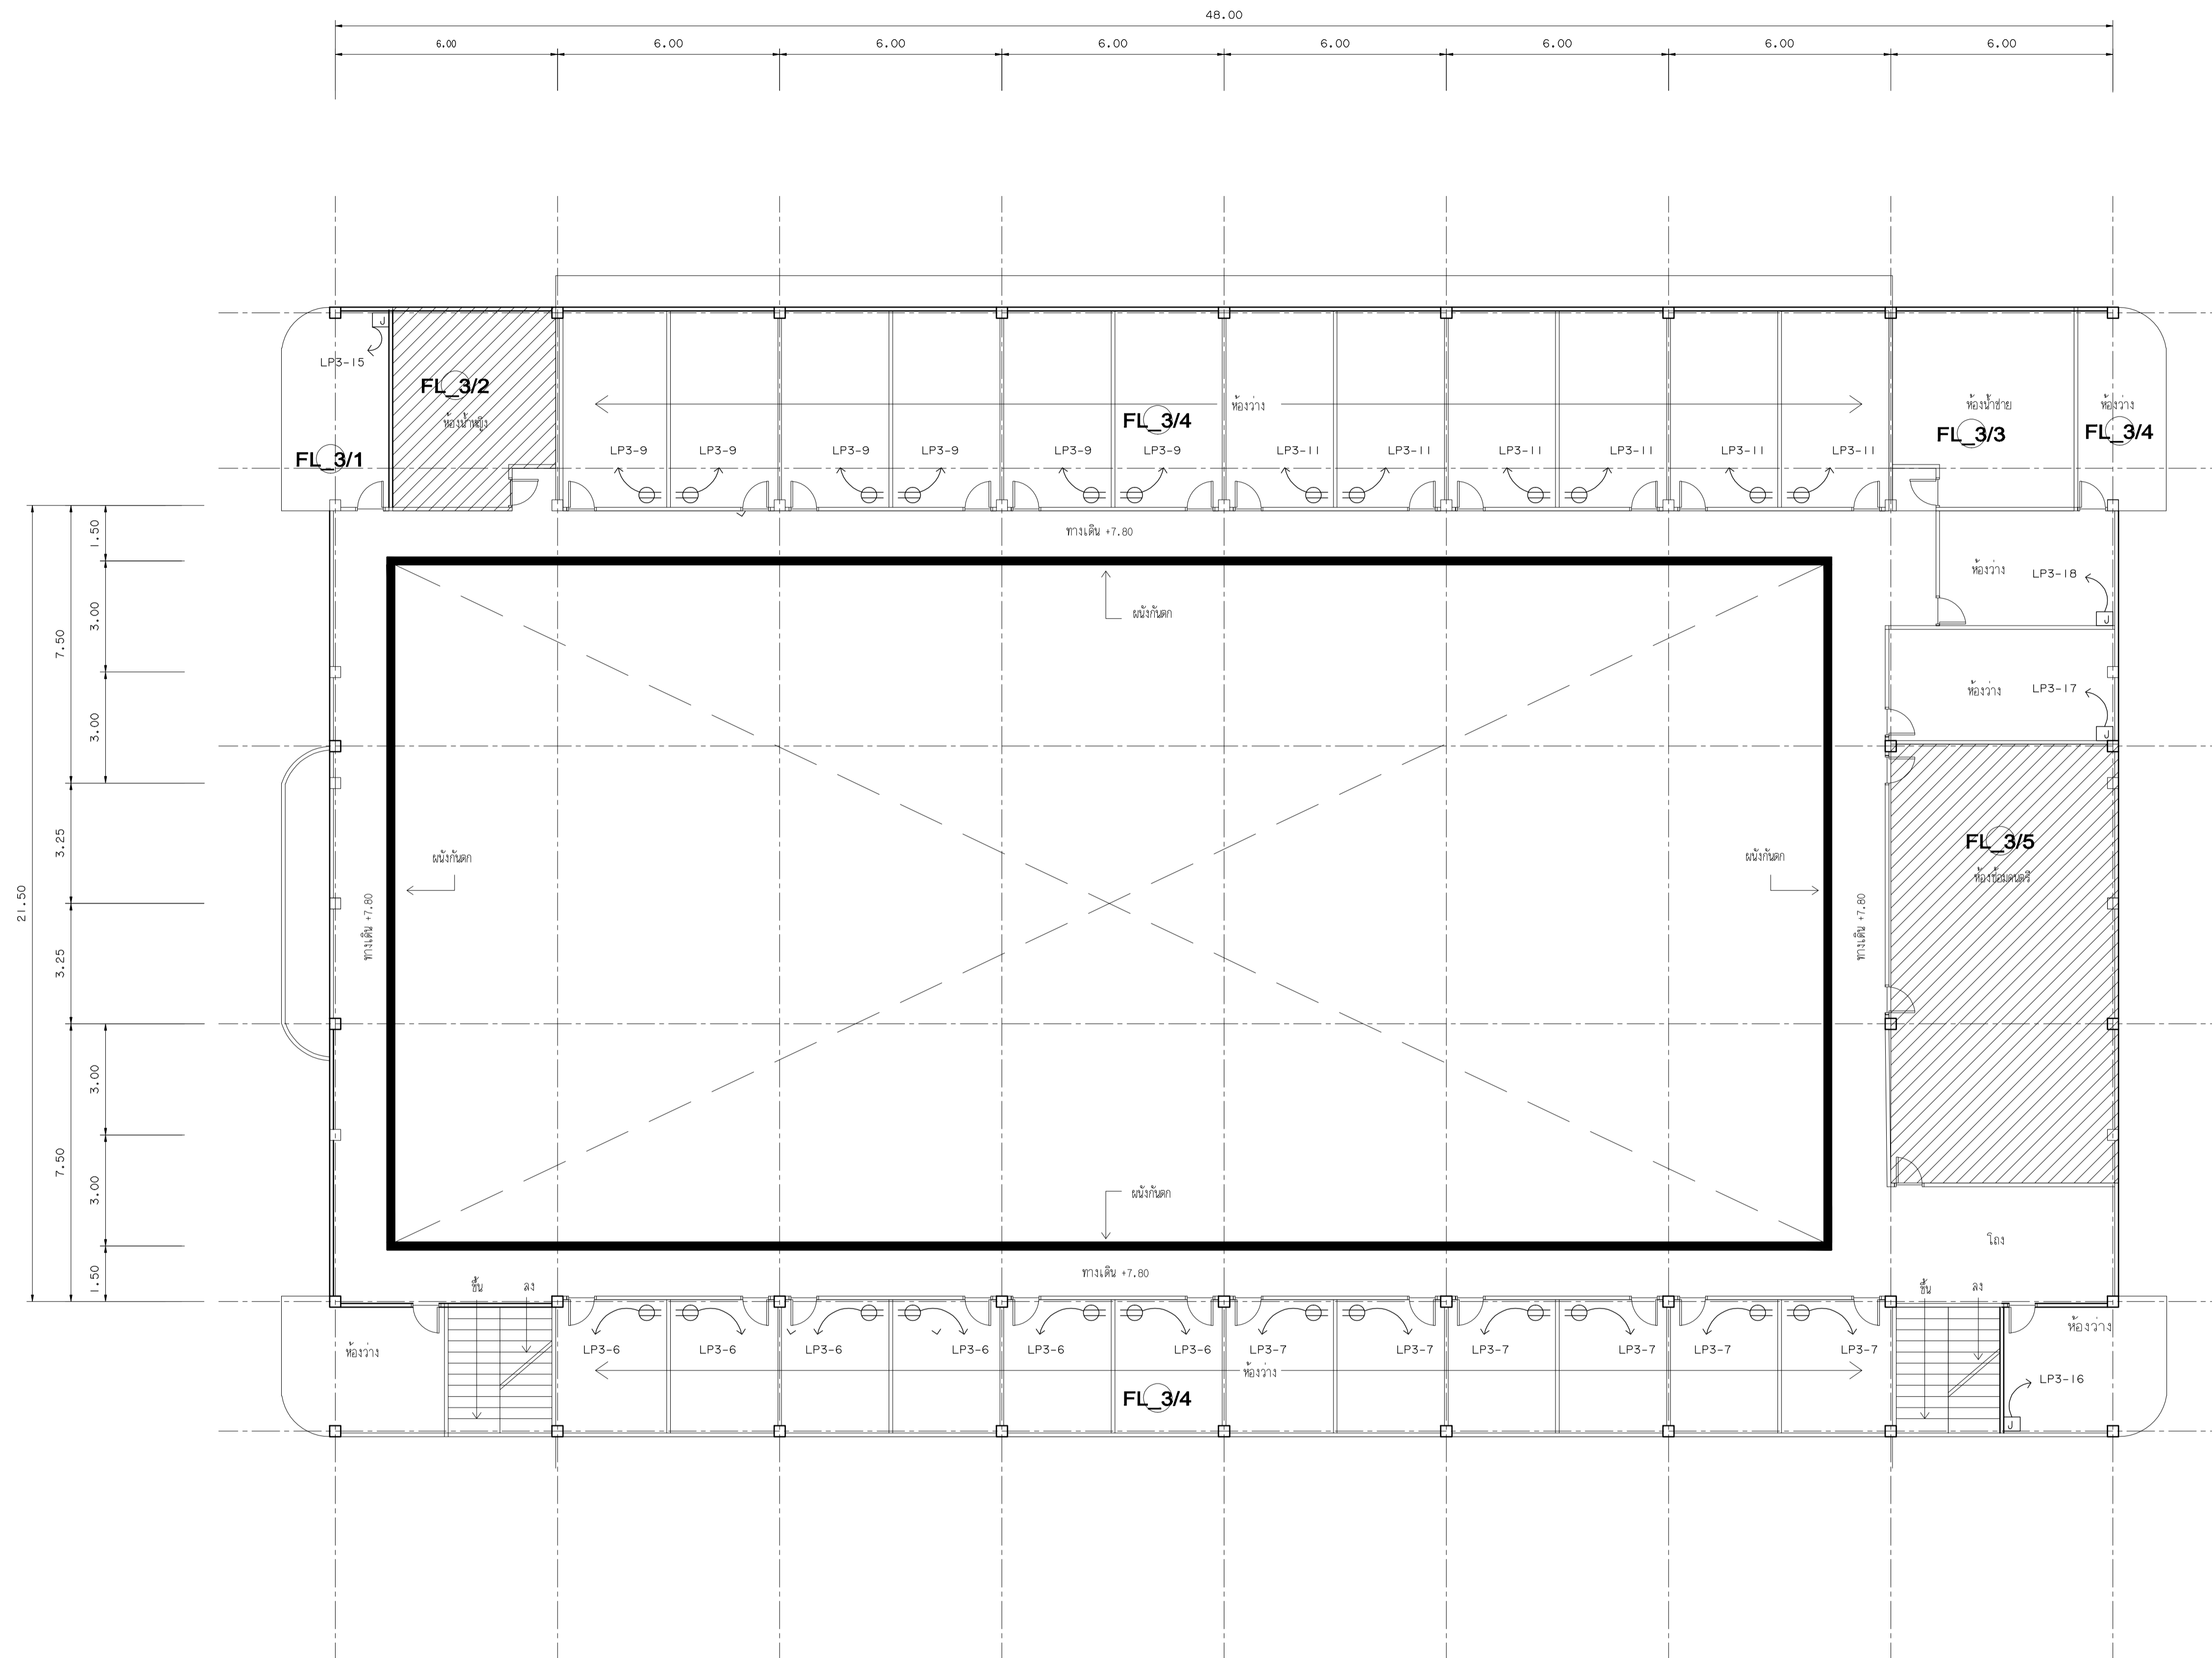 48.00
6.00 6.00 6.00 6.00 6.00 6.00 6.00 6.00
LP3-15
FL_3/2
ห้องน้ำหญิง
FL_3/1
ห้องว่าง
FL_3/4
ห้องน้ำชาย
FL_3/3
ห้องว่าง
FL_3/4
LP3-9 LP3-9 LP3-9 LP3-9 LP3-9 LP3-9 LP3-11 LP3-11 LP3-11 LP3-11 LP3-11 LP3-11
J
ทางเดิน +7.80
ผนังกันตก
ห้องว่าง LP3-18
J
ห้องว่าง LP3-17
J
1.50
3.00
7.50
3.00
3.25
21.50
3.25
3.00
7.50
3.00
1.50
ผนังกันตก
ทางเดิน +7.80
ผนังกันตก
ทางเดิน +7.80
FL_3/5
ห้องซ้อมดนตรี
ผนังกันตก
โถง
ทางเดิน +7.80
ขึ้น ลง
ขึ้น ลง
ห้องว่าง
ห้องว่าง
LP3-6 LP3-6 LP3-6 LP3-6 LP3-6 LP3-6 LP3-7 LP3-7 LP3-7 LP3-7 LP3-7 LP3-7
ห้องว่าง
FL_3/4
LP3-16
J